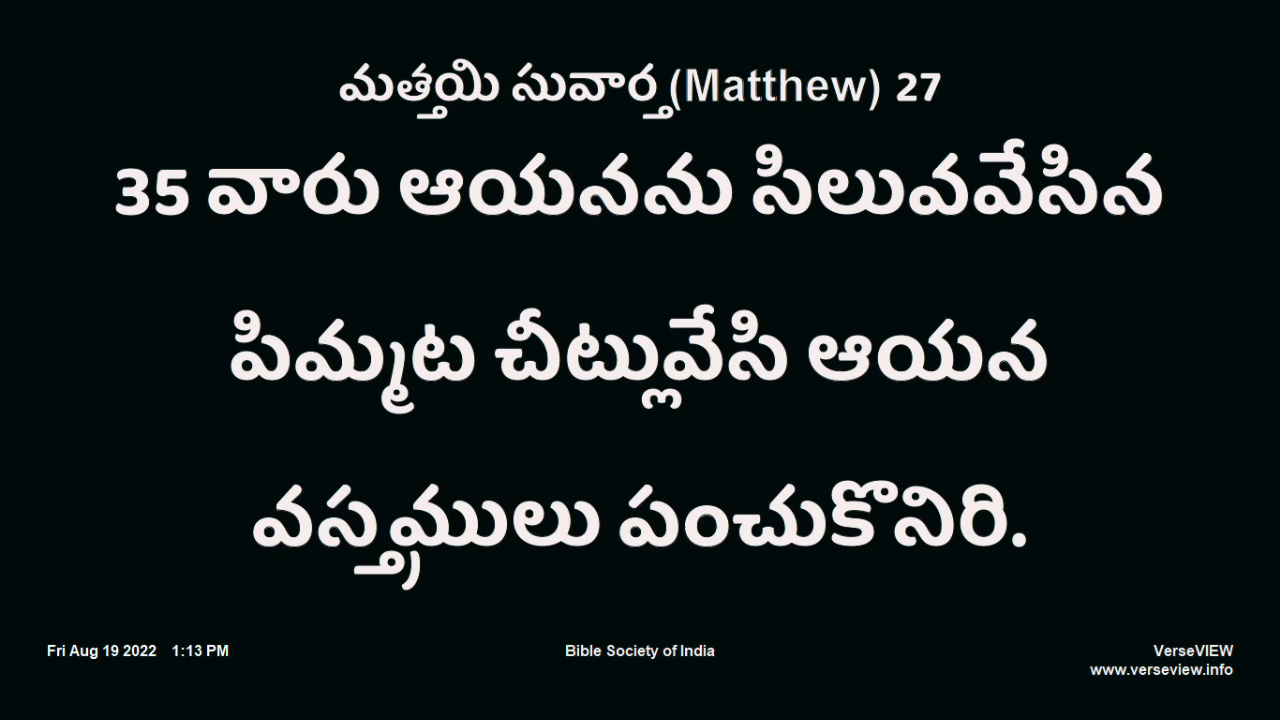 మత్తయి సువార్త (Matthew) 27
35 వారు ఆయనను సిలువవేసిన
పిమ్మట చీట్లువేసి ఆయన
వస్త్రములు పంచుకొనిరి.
Fri Aug 19 2022 1:13 PM
Bible Society of India
VerseVIEW
www.verseview.info